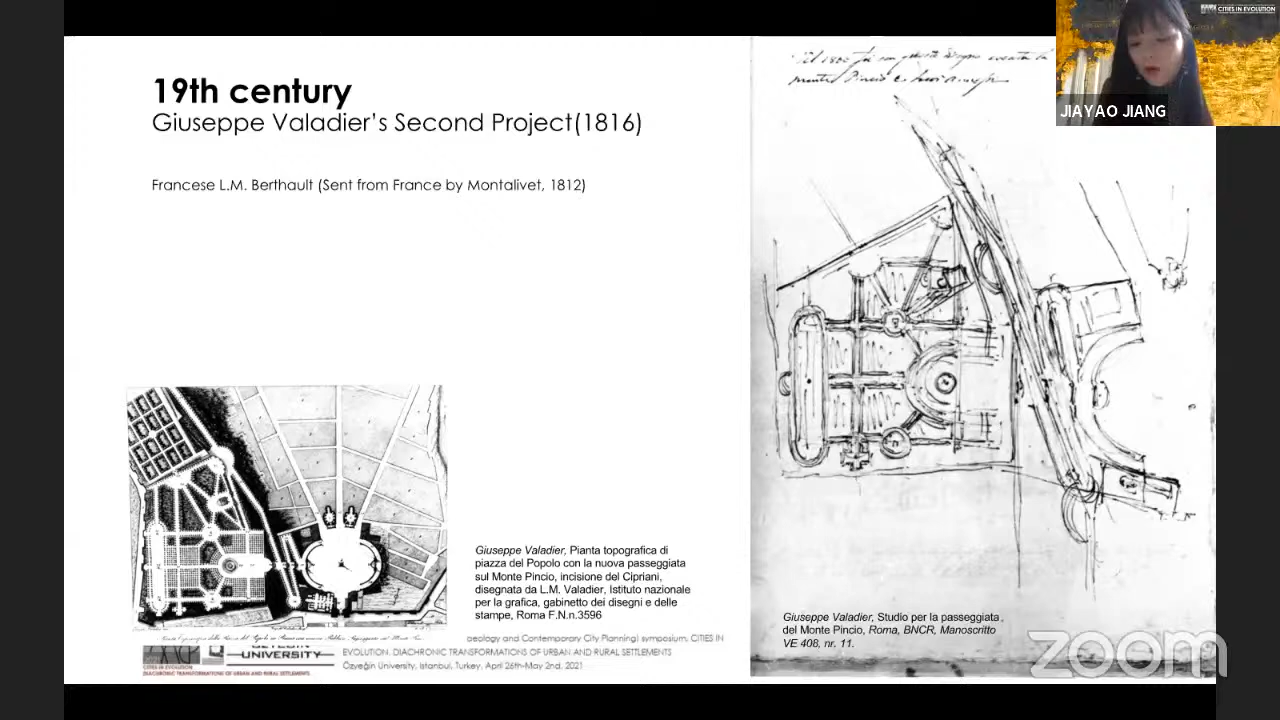 CITIES IN EVOLUTION
JIAYAO JIANG
19th century
Giuseppe Valadier’s Second Project(1816)
Francese L.M. Berthault (Sent from France by Montalivet, 1812)
Giuseppe Valadier, Pianta topografica di
piazza del Popolo con la nuova passeggiata
sul Monte Pincio, incisione del Cipriani,
disegnata da L.M. Valadier, Istituto nazionale
per la grafica, gabinetto dei disegni e delle
stampe, Roma F.N.n.3596
Giuseppe Valadier, Studio per la passeggiata
del Monte Pincio, Roma, BNCR, Manoscritto
VE 408, nr. 11.
peology and Contemporary City Planning) symposium, CITIES IN
EVOLUTION. DIACHRONIC TRANSFORMATIONS OF URBAN AND RURAL SETTLEMENTS
Özyeğin University, Istanbul, Turkey, April 26th-May 2nd, 2021
UNIVERSITY
CITIES IN EVOLUTION
DIACHRONIC TRANSFORMATIONS OF URBAN AND RURAL SETTLEMENTS
zoom